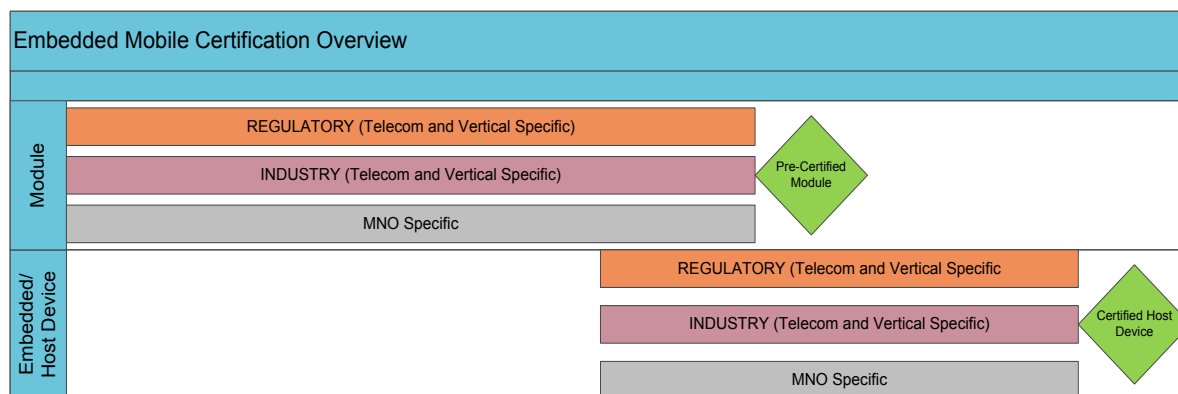 Embedded Mobile Certification Overview
Module
REGULATORY (Telecom and Vertical Specific)
INDUSTRY (Telecom and Vertical Specific)
MNO Specific
Pre-Certified
Module
Embedded/
Host Device
REGULATORY (Telecom and Vertical Specific
INDUSTRY (Telecom and Vertical Specific)
MNO Specific
Certified Host
Device